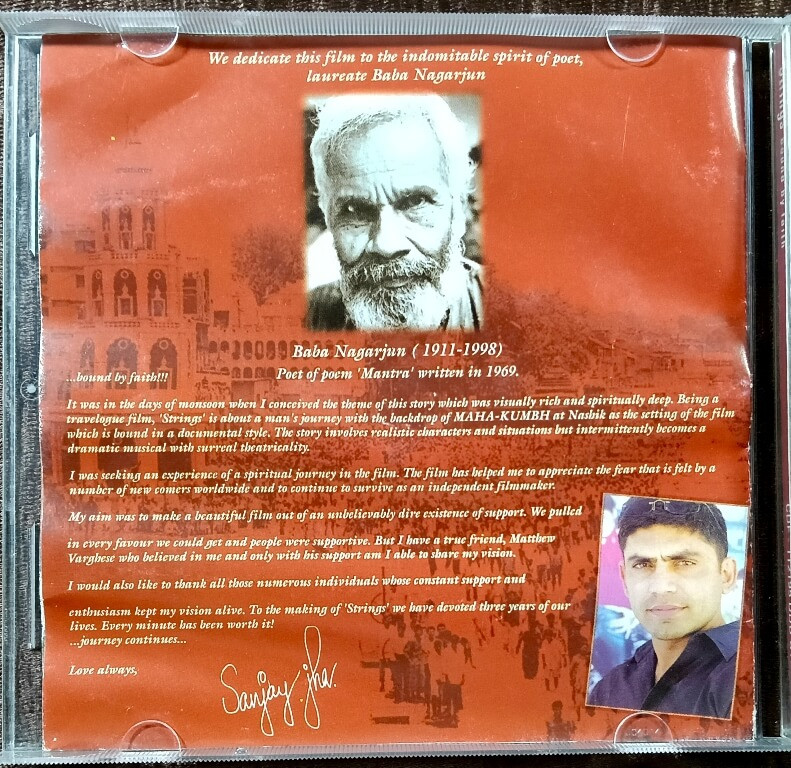 We dedicate this film to the indomitable spirit of poet,
laureate Baba Nagarjun
Baba Nagarjun ( 1911-1998)
Poet of poem 'Mantra' written in 1969.
...bound by faith!!!
It was in the days of monsoon when I conceived the theme of this story which was visually rich and spiritually deep. Being a
travelogue film, 'Strings' is about a man's journey with the backdrop of MAHA-KUMBH at Nashik as the setting of the film
which is bound in a documental style. The story involves realistic characters and situations but intermittently becomes a
dramatic musical with surreal theatricality.
I was seeking an experience of a spiritual journey in the film. The film has helped me to appreciate the fear that is felt by a
number of new comers worldwide and to continue to survive as an independent filmmaker.
My aim was to make a beautiful film out of an unbelievably dire existence of support. We pulled
in every favour we could get and people were supportive. But I have a true friend, Matthew
Varghese who believed in me and only with his support am I able to share my vision.
I would also like to thank all those numerous individuals whose constant support and
enthusiasm kept my vision alive. To the making of 'Strings' we have devoted three years of our
lives. Every minute has been worth it!
...journey continues...
Love always,
Sanjay jha.